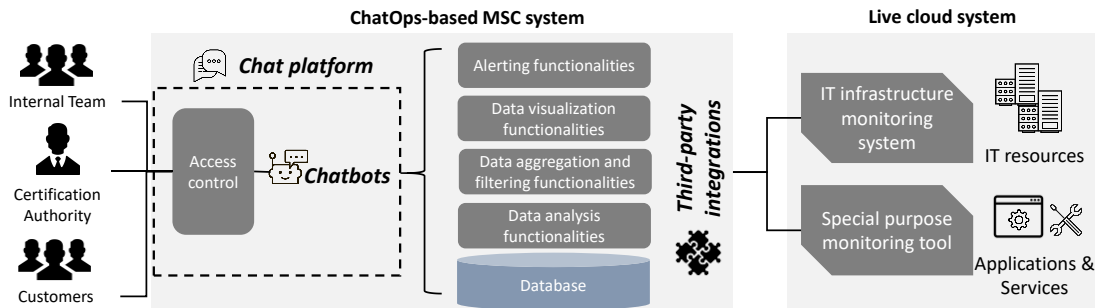 ChatOps-based MSC system
Live cloud system
Internal Team
Certification
Authority
Customers
Chat platform
Access
control
Chatbots
Alerting functionalities
Data visualization
functionalities
Data aggregation and
filtering functionalities
Data analysis
functionalities
Database
Third-party
integrations
IT infrastructure
monitoring
system
IT resources
Special purpose
monitoring tool
Applications &
Services